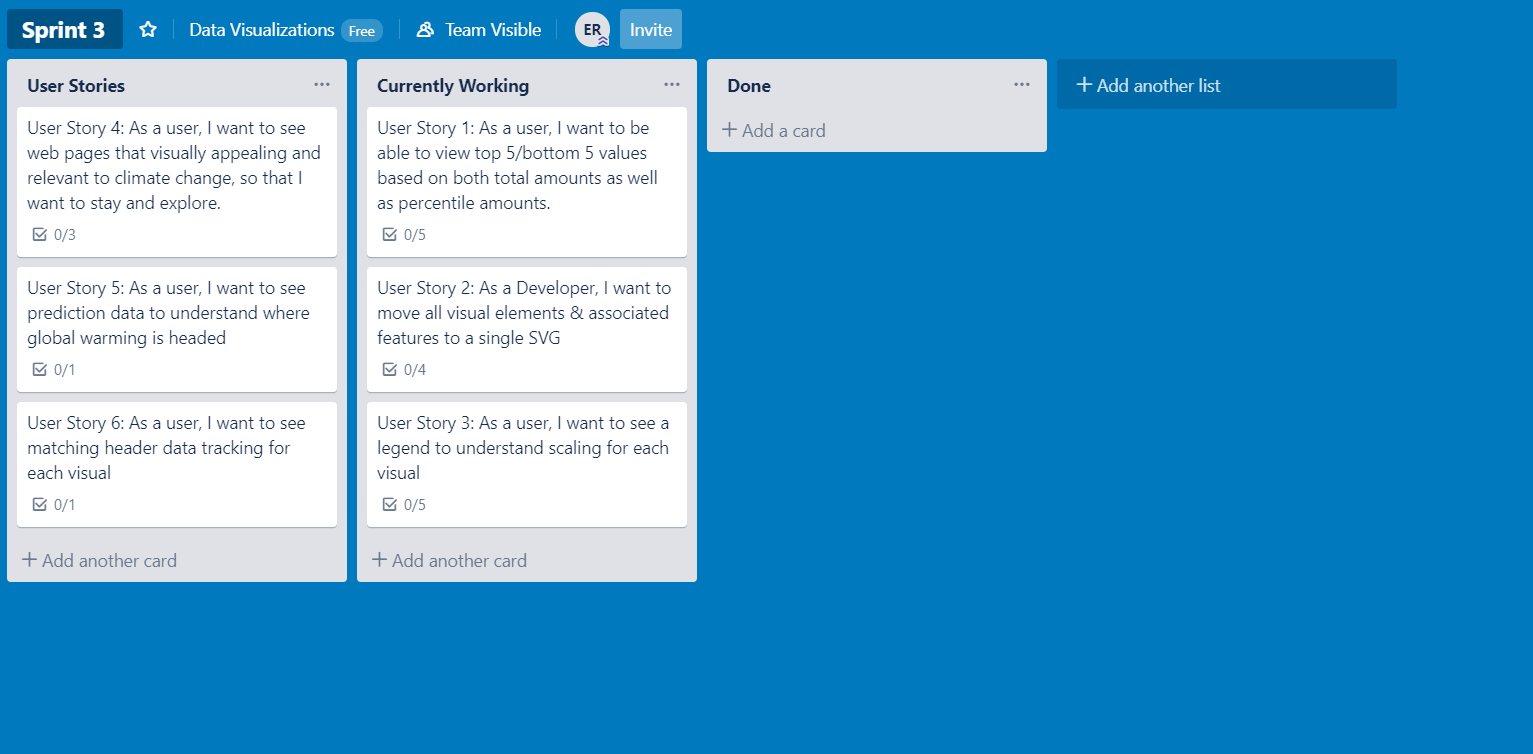 Sprint 3
Data Visualizations Free
Team Visible
ER
Invite
User Stories
User Story 4: As a user, I want to see
web pages that visually appealing and
relevant to climate change, so that I
want to stay and explore.
0/3
User Story 5: As a user, I want to see
prediction data to understand where
global warming is headed
0/1
User Story 6: As a user, I want to see
matching header data tracking for
each visual
0/1
+ Add another card
Currently Working
User Story 1: As a user, I want to be
able to view top 5/bottom 5 values
based on both total amounts as well
as percentile amounts.
0/5
User Story 2: As a Developer, I want to
move all visual elements & associated
features to a single SVG
0/4
User Story 3: As a user, I want to see a
legend to understand scaling for each
visual
0/5
+ Add another card
Done
+ Add a card
+ Add another list